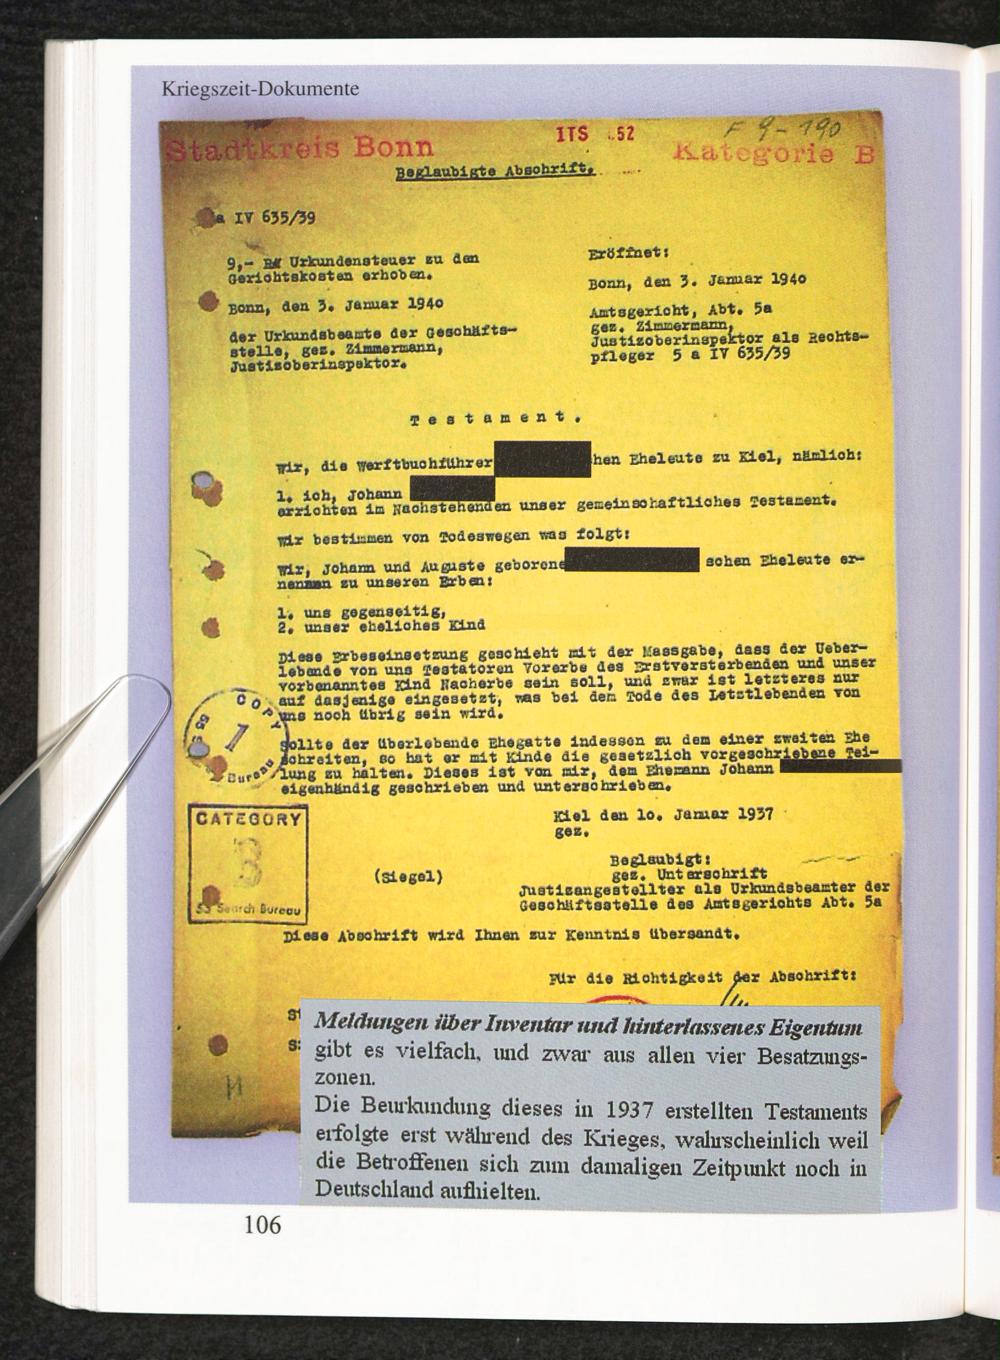 Kriegszeit-Dokumente
F 9-190
ITS 52
Stadtkreis Bonn
Kategorie B
Beglaubigte Abschrift.
a IV 635/39
9,- RM Urkundensteuer zu den
Gerichtskosten erhoben.
Bonn, den 3. Januar 1940
der Urkundsbeamte der Geschäfts-
stelle, gez. Zimmermann,
Justizoberinspektor.
Eröffnet:
Bonn, den 3. Januar 1940
Amtsgericht, Abt. 5a
gez. Zimmermann,
Justizoberinspektor als Rechts-
pfleger 5 a IV 635/39
Testament.
Wir, die Werftbuchführer hen Eheleute zu Kiel, nämlich:
1. ich, Johann
errichten im Nachstehenden unser gemeinschaftliches Testament.
Wir bestimmen von Todeswegen was folgt:
Wir, Johann und Auguste geborene schen Eheleute er-
nennen zu unseren Erben:
1. uns gegenseitig,
2. unser eheliches Kind
Diese Erbeseinsetzung geschieht mit der Massgabe, dass der Ueber-
lebende von uns Testatoren Vorerbe des Erstversterbenden und unser
vorbenanntes Kind Nacherbe sein soll, und zwar ist letzteres nur
auf dasjenige eingesetzt, was bei dem Tode des Letztlebenden von
uns noch übrig sein wird.
Sollte der überlebende Ehegatte indessen zu dem einer zweiten Ehe
schreiten, so hat er mit Kinde die gesetzlich vorgeschriebene Tei-
lung zu halten. Dieses ist von mir, dem Ehemann Johann
eigenhändig geschrieben und unterschrieben.
COPY
1
Bureau
Kiel den 10. Januar 1937
gez.
CATEGORY
B
53 Search Bureau
(Siegel)
Beglaubigt:
gez. Unterschrift
Justizangestellter als Urkundsbeamter der
Geschäftsstelle des Amtsgerichts Abt. 5a
Diese Abschrift wird Ihnen zur Kenntnis übersandt.
Für die Richtigkeit der Abschrift:
Meldungen über Inventar und hinterlassenes Eigentum
gibt es vielfach, und zwar aus allen vier Besatzungs-
zonen.
Die Beurkundung dieses in 1937 erstellten Testaments
erfolgte erst während des Krieges, wahrscheinlich weil
die Betroffenen sich zum damaligen Zeitpunkt noch in
Deutschland aufhielten.
106